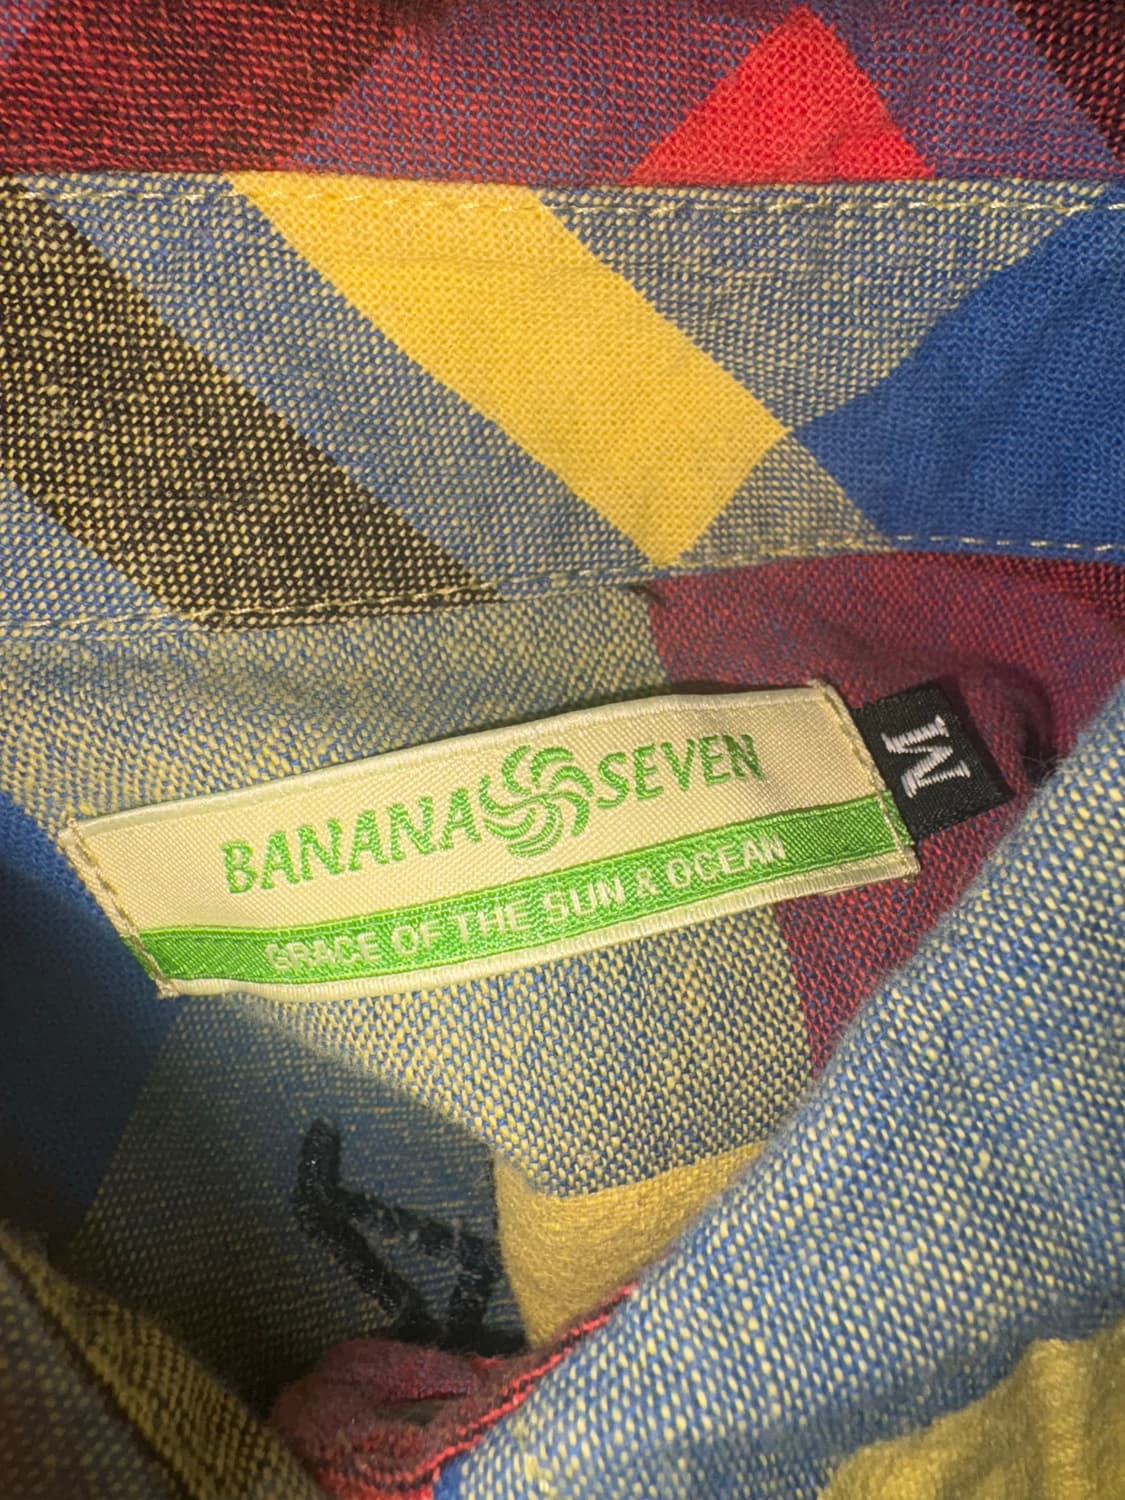 BANANA SEVEN
GRACE OF THE SUN & OCEAN
M